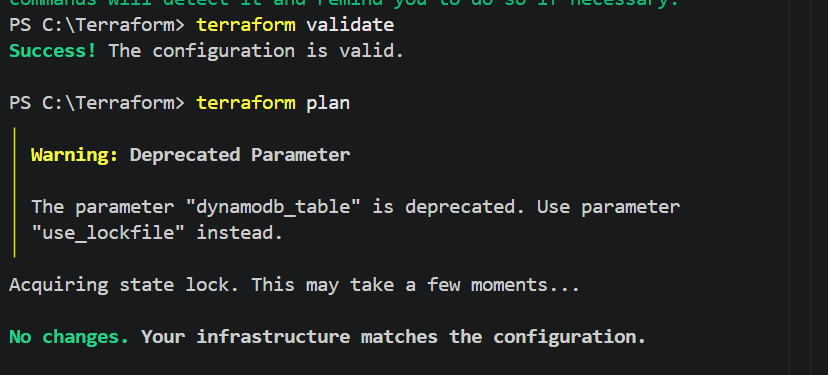 commands will detect it and remind you to do so if necessary.
PS C:\Terraform> terraform validate
Success! The configuration is valid.
PS C:\Terraform> terraform plan
Warning: Deprecated Parameter
The parameter "dynamodb_table" is deprecated. Use parameter
"use_lockfile" instead.
Acquiring state lock. This may take a few moments...
No changes. Your infrastructure matches the configuration.